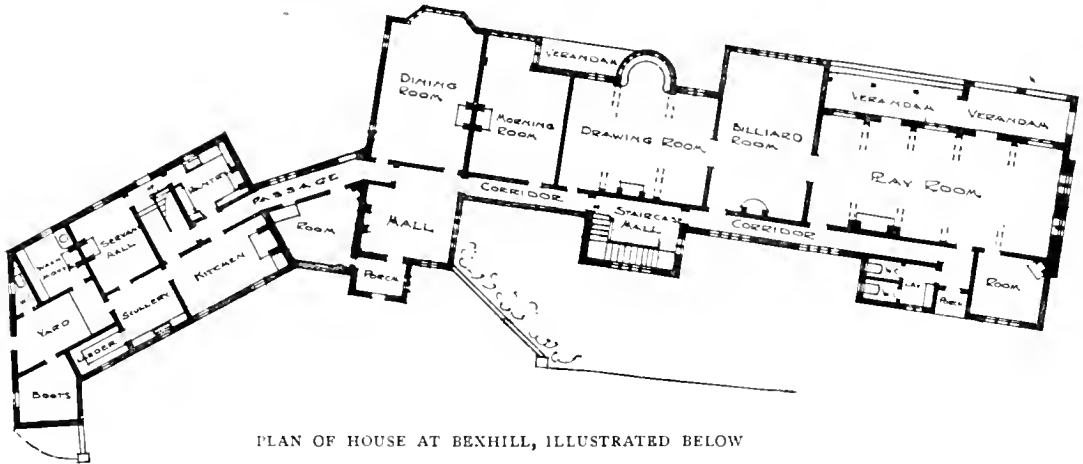 DINING
ROOM
MORNING
ROOM
VERANDAH
DRAWING ROOM
BILLIARD
ROOM
VERANDAH
VERANDAH
PLAY ROOM
PANTRY
PASSAGE
HALL
CORRIDOR
STAIRCASE
HALL
CORRIDOR
ROOM
PORCH
KITCHEN
HALL
SCULLERY
YARD
BOOTS
W.C.
W.C.
LAV
PORCH
ROOM
PLAN OF HOUSE AT BEXHILL, ILLUSTRATED BELOW